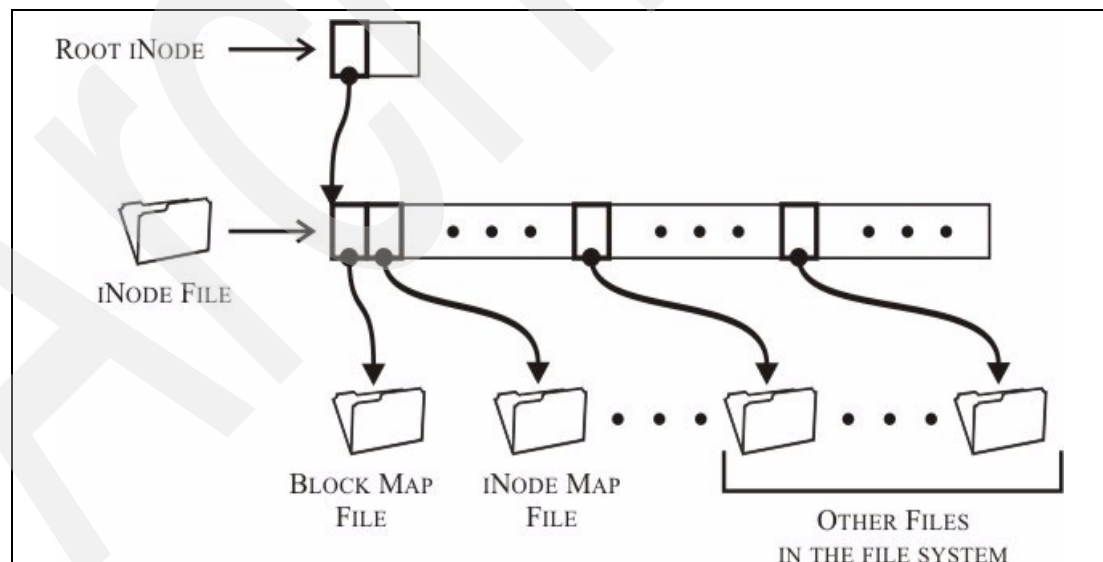 ROOT INODE
INODE FILE
BLOCK MAP
FILE
INODE MAP
FILE
OTHER FILES
IN THE FILE SYSTEM